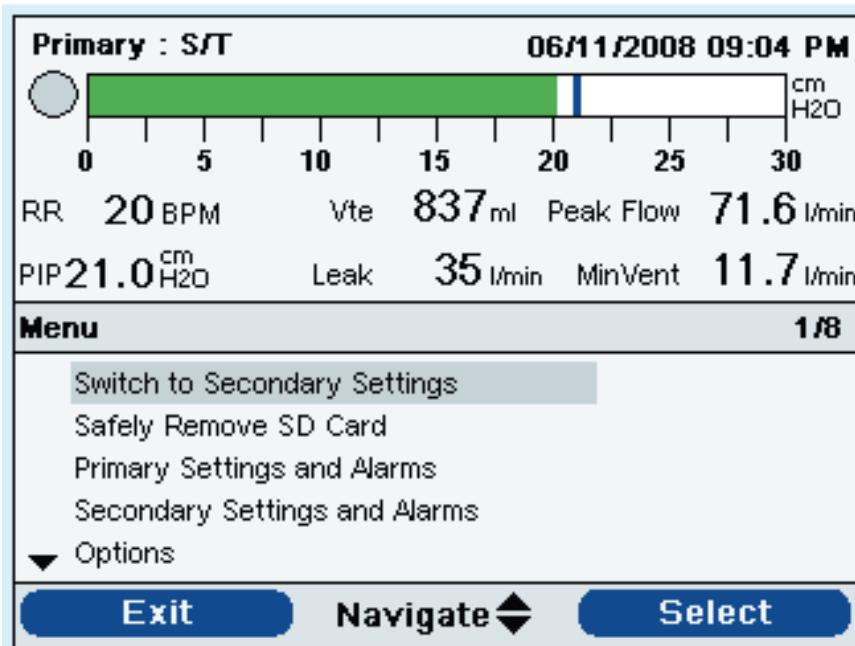 Primary : S/T 06/11/2008 09:04 PM
cm
H2O
0 5 10 15 20 25 30
RR 20 BPM Vte 837 ml Peak Flow 71.6 l/min
PIP 21.0 cm H2O Leak 35 l/min MinVent 11.7 l/min
Menu 1/8
Switch to Secondary Settings
Safely Remove SD Card
Primary Settings and Alarms
Secondary Settings and Alarms
Options
Exit Navigate Select